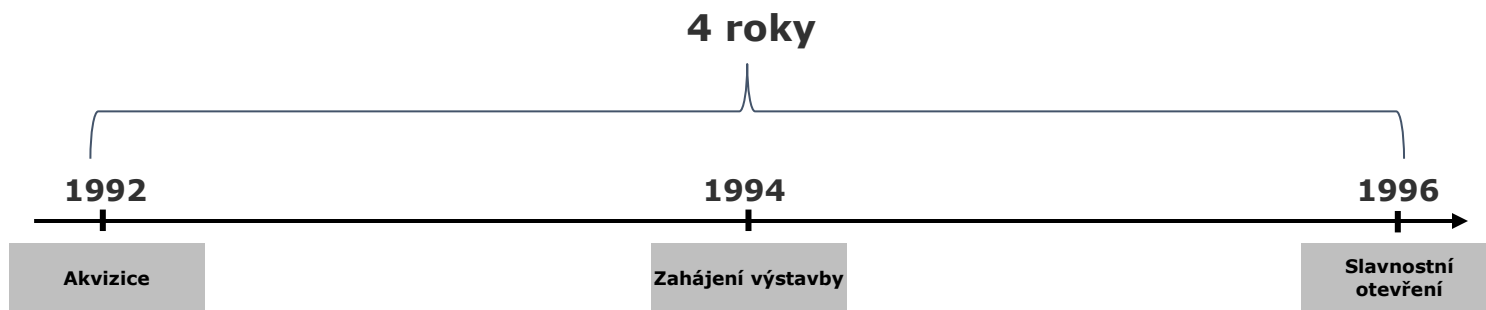 4 roky
1992
1994
1996
Akvizice
Zahájení výstavby
Slavnostní
otevření